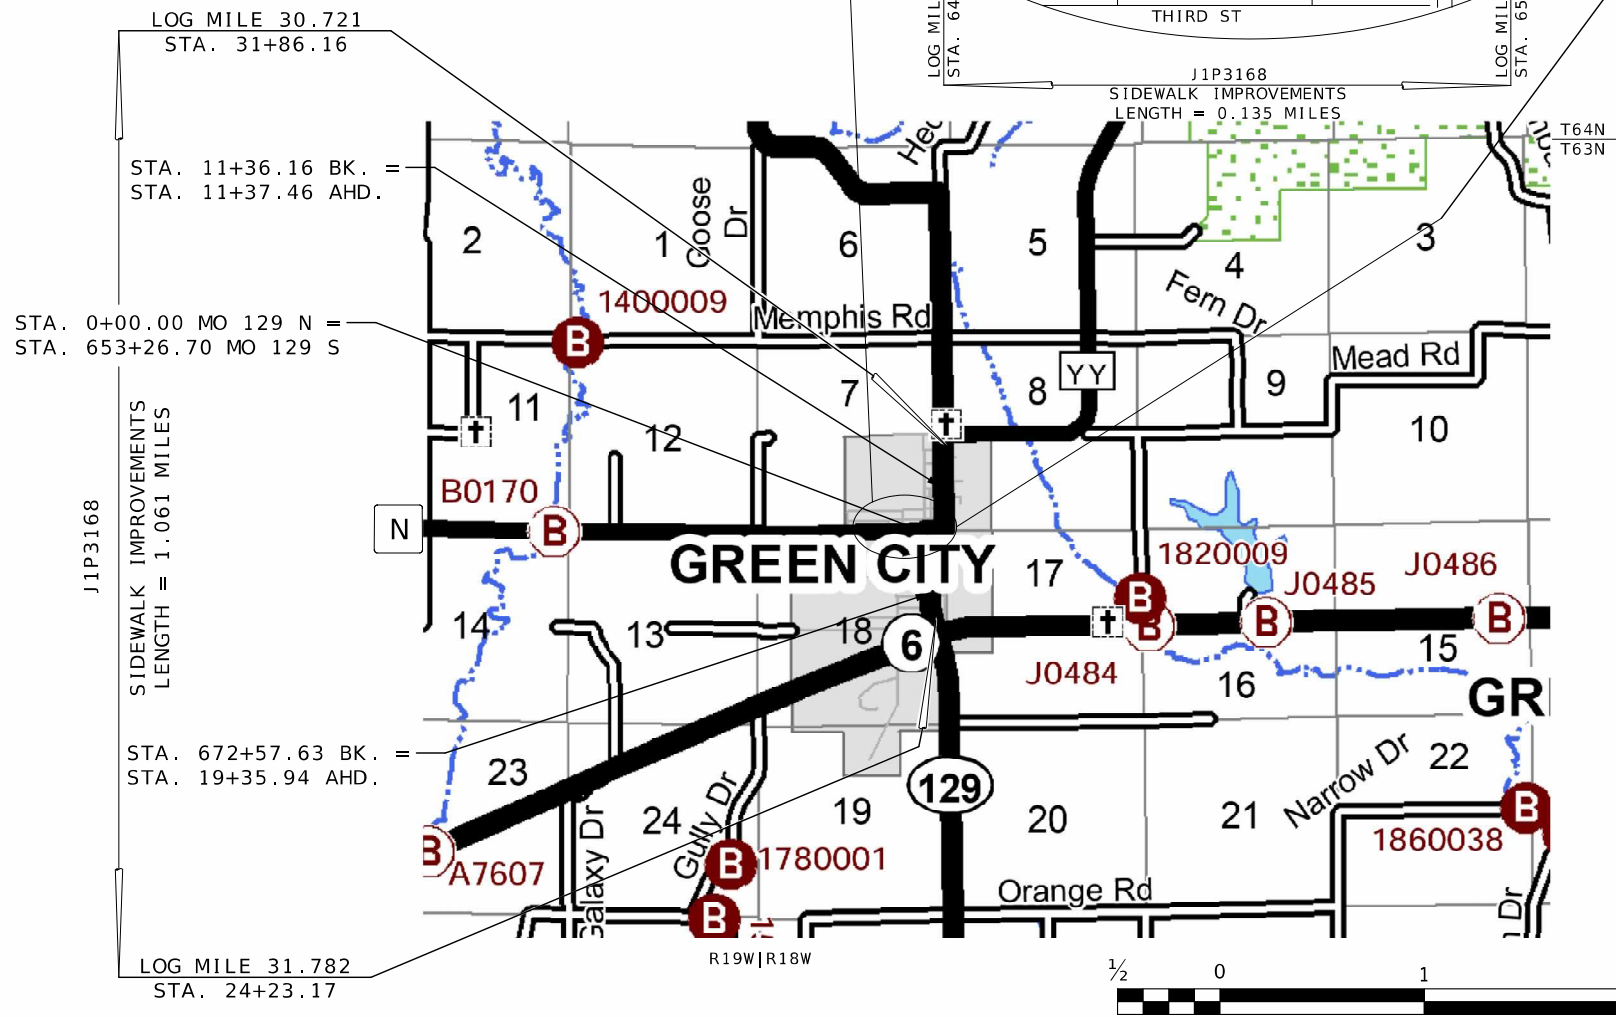 LOG MILE 30.721
STA. 31+86.16
THIRD ST
LOG MIL
STA. 64
LOG MIL
STA. 65
J1P3168
SIDEWALK IMPROVEMENTS
LENGTH = 0.135 MILES
T64N
T63N
STA. 11+36.16 BK. =
STA. 11+37.46 AHD.
STA. 0+00.00 MO 129 N =
STA. 653+26.70 MO 129 S
J1P3168
SIDEWALK IMPROVEMENTS
LENGTH = 1.061 MILES
STA. 672+57.63 BK. =
STA. 19+35.94 AHD.
LOG MILE 31.782
STA. 24+23.17
Hec
2
1
Goose
Dr
6
5
4
3
Fern Dr
1400009
B
Memphis Rd
YY
Mead Rd
11
12
7
8
9
10
B0170
N
B
GREEN CITY
17
1820009
J0485
J0486
B
B
B
B
14
13
18
6
J0484
16
15
GR
23
24
Gully Dr
Galaxy Dr
19
129
20
21
Narrow Dr
22
B
1860038
B
A7607
B
1780001
B
Orange Rd
Dr
R19W|R18W
½ 0 1